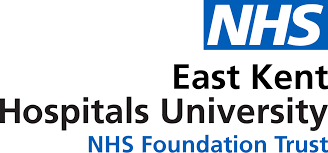 NHS
East Kent
Hospitals University
NHS Foundation Trust